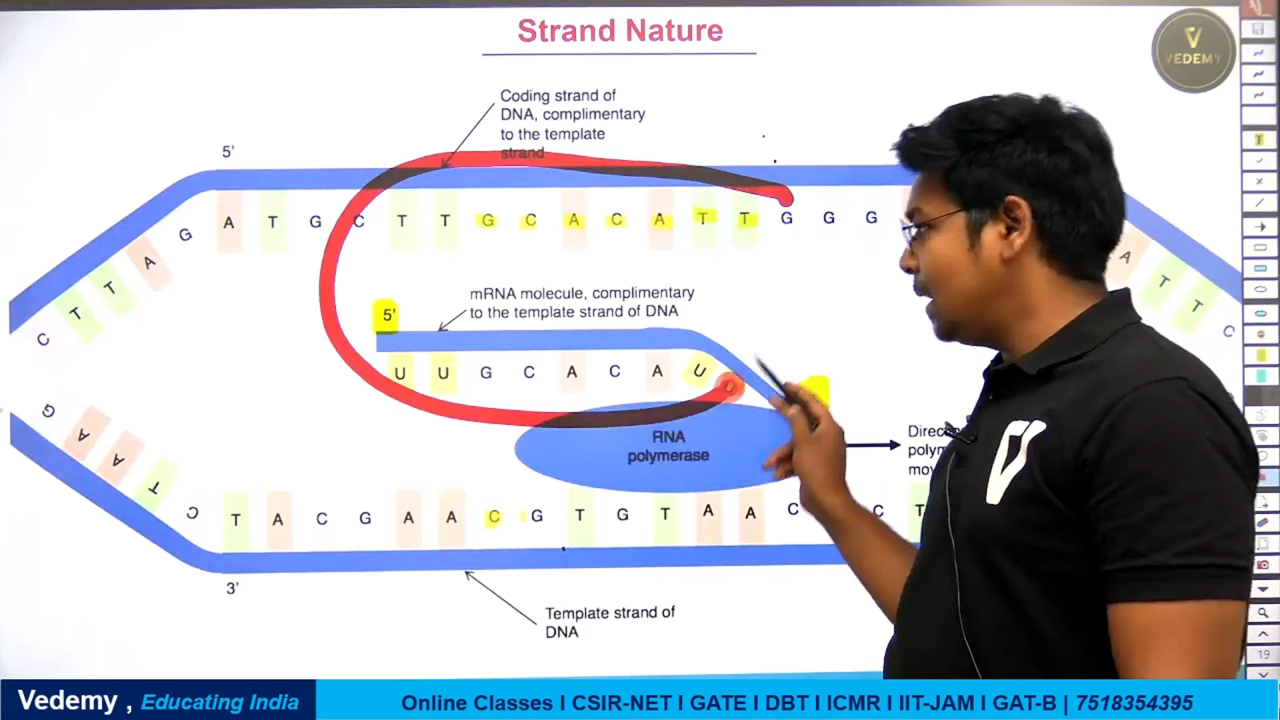 Strand Nature
VEDEMY
Coding strand of
DNA, complimentary
to the template
strand
5'
C T T A G A T G C T T G C A C A T T G G G
A T T C
mRNA molecule, complimentary
to the template strand of DNA
5'
U U G C A C A U U
RNA
polymerase
G A A T C T A C G A A C G T G T A A C C T
3'
Template strand of
DNA
19
Vedemy , Educating India
Online Classes I CSIR-NET I GATE I DBT I ICMR I IIT-JAM I GAT-B | 7518354395